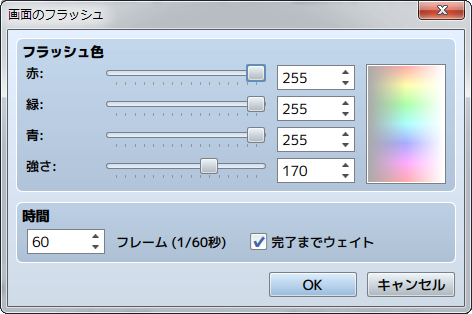 画面のフラッシュ
フラッシュ色
赤: 255
緑: 255
青: 255
強さ: 170
時間
60 フレーム (1/60秒) 完了までウェイト
OK キャンセル